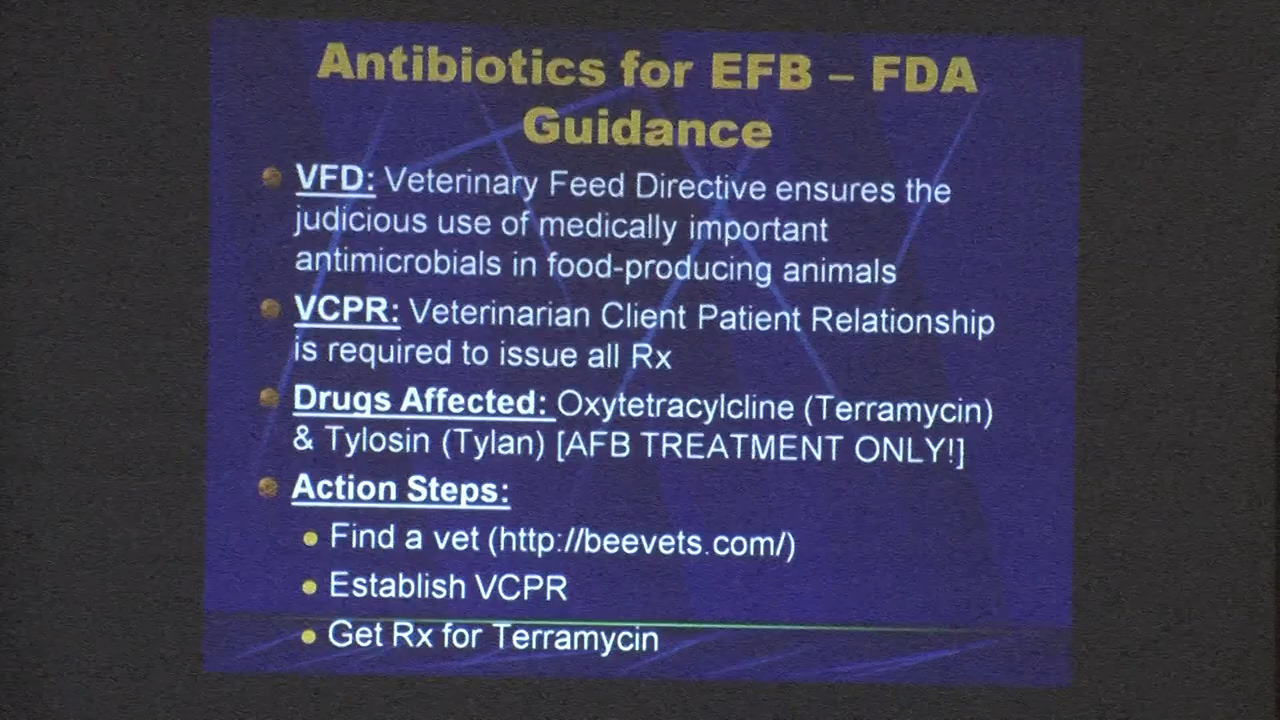 Antibiotics for EFB – FDA
Guidance
VFD: Veterinary Feed Directive ensures the
judicious use of medically important
antimicrobials in food-producing animals
VCPR: Veterinarian Client Patient Relationship
is required to issue all Rx
Drugs Affected: Oxytetracylcline (Terramycin)
& Tylosin (Tylan) [AFB TREATMENT ONLY!]
Action Steps:
Find a vet (http://beevets.com/)
Establish VCPR
Get Rx for Terramycin